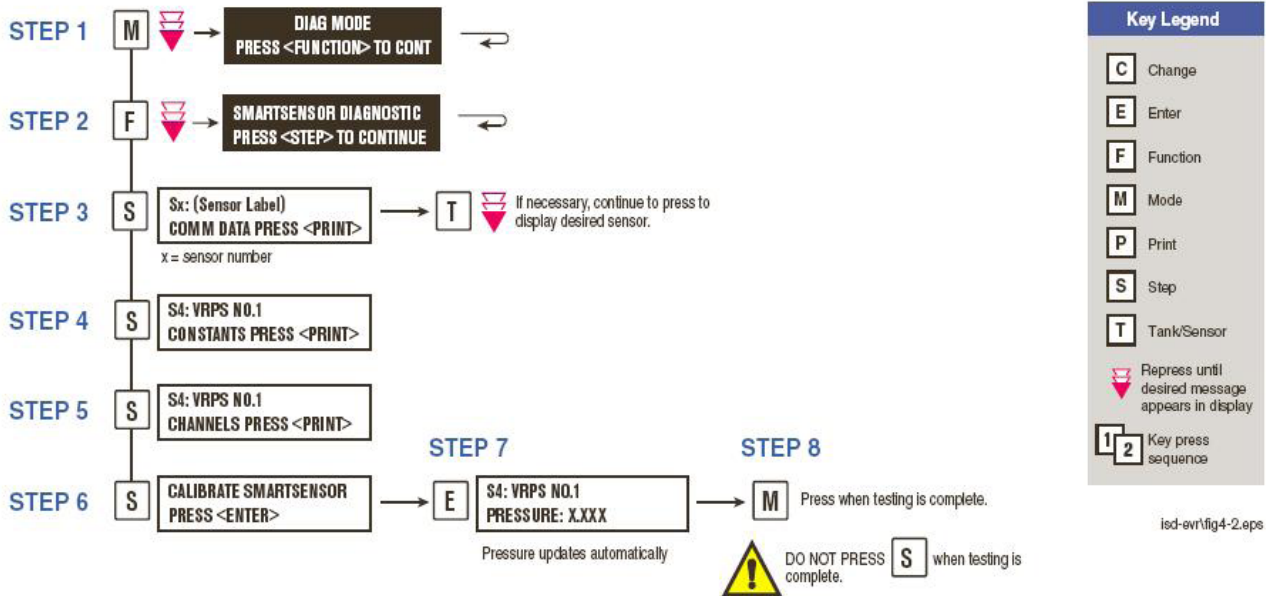 STEP 1
M
DIAG MODE
PRESS <FUNCTION> TO CONT
STEP 2
F
SMARTSENSOR DIAGNOSTIC
PRESS <STEP> TO CONTINUE
STEP 3
S
Sx: (Sensor Label)
COMM DATA PRESS <PRINT>
x = sensor number
T
If necessary, continue to press to
display desired sensor.
STEP 4
S
S4: VRPS NO.1
CONSTANTS PRESS <PRINT>
STEP 5
S
S4: VRPS NO.1
CHANNELS PRESS <PRINT>
STEP 6
S
CALIBRATE SMARTSENSOR
PRESS <ENTER>
STEP 7
E
S4: VRPS NO.1
PRESSURE: X.XXX
Pressure updates automatically
STEP 8
M
Press when testing is complete.
!
DO NOT PRESS S when testing is
complete.
Key Legend
C Change
E Enter
F Function
M Mode
P Print
S Step
T Tank/Sensor
Repress until
desired message
appears in display
1 2 Key press
sequence
isd-evr\fig4-2.eps